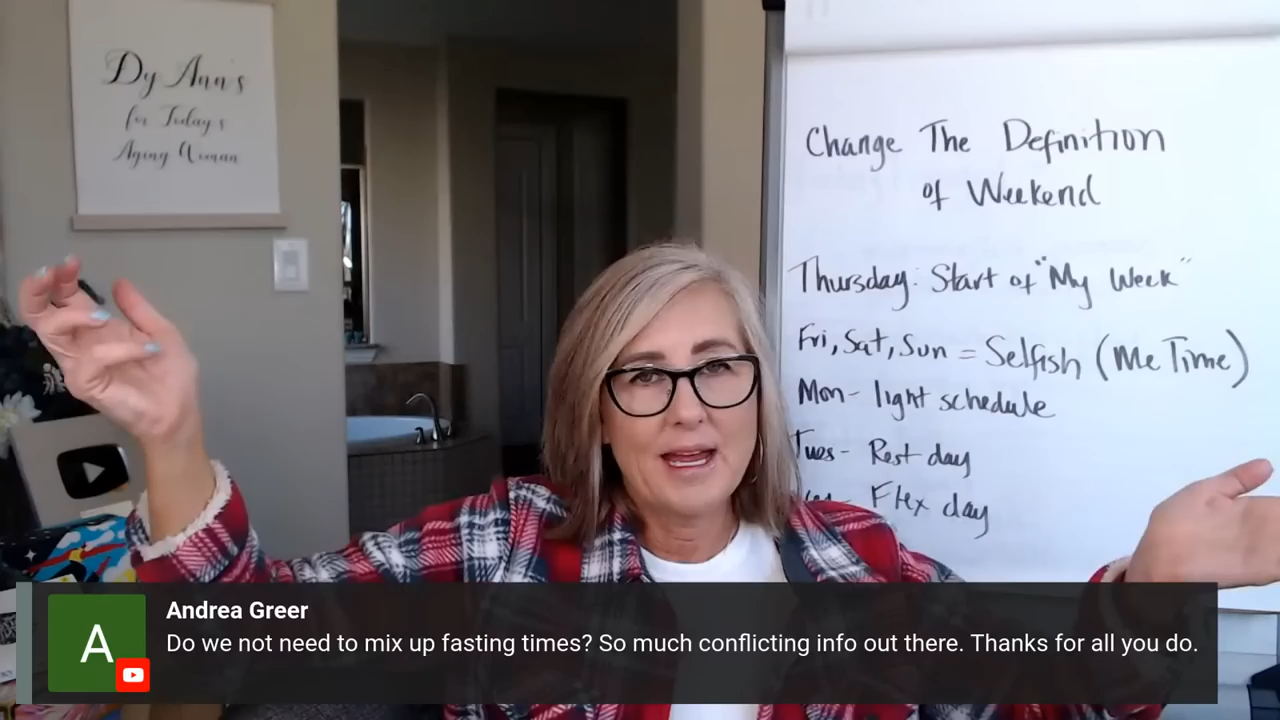 Dy Ann's
for Today's
Aging Woman
Change The Definition
of Weekend
Thursday: Start of "My Week"
Fri, Sat, Sun = Selfish (Me Time)
Mon - light schedule
Tues - Rest day
Flex day
A
Andrea Greer
Do we not need to mix up fasting times? So much conflicting info out there. Thanks for all you do.